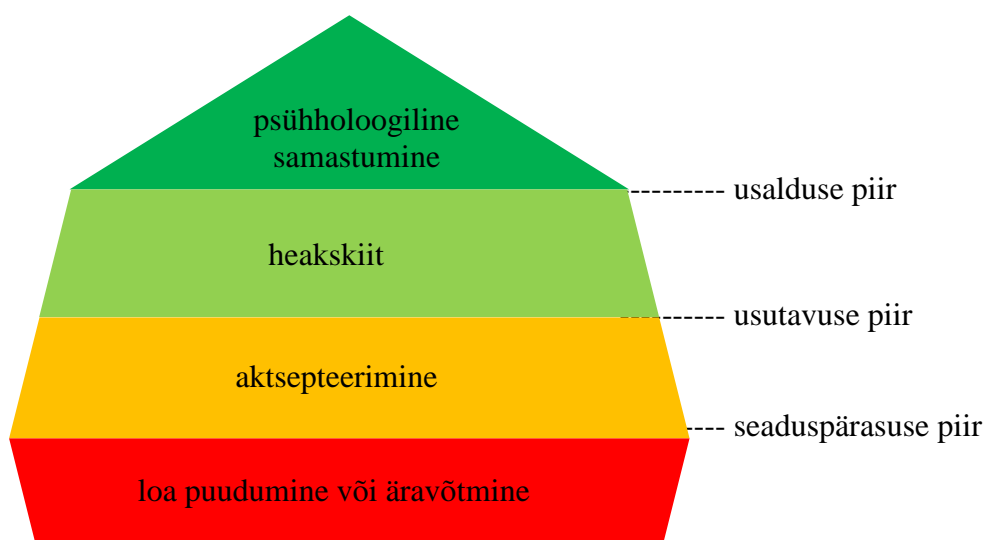 psühholoogiline
samastumine
--------- usalduse piir
heakskiit
--------- usutavuse piir
aktsepteerimine
---- seaduspärasuse piir
loa puudumine või äravõtmine